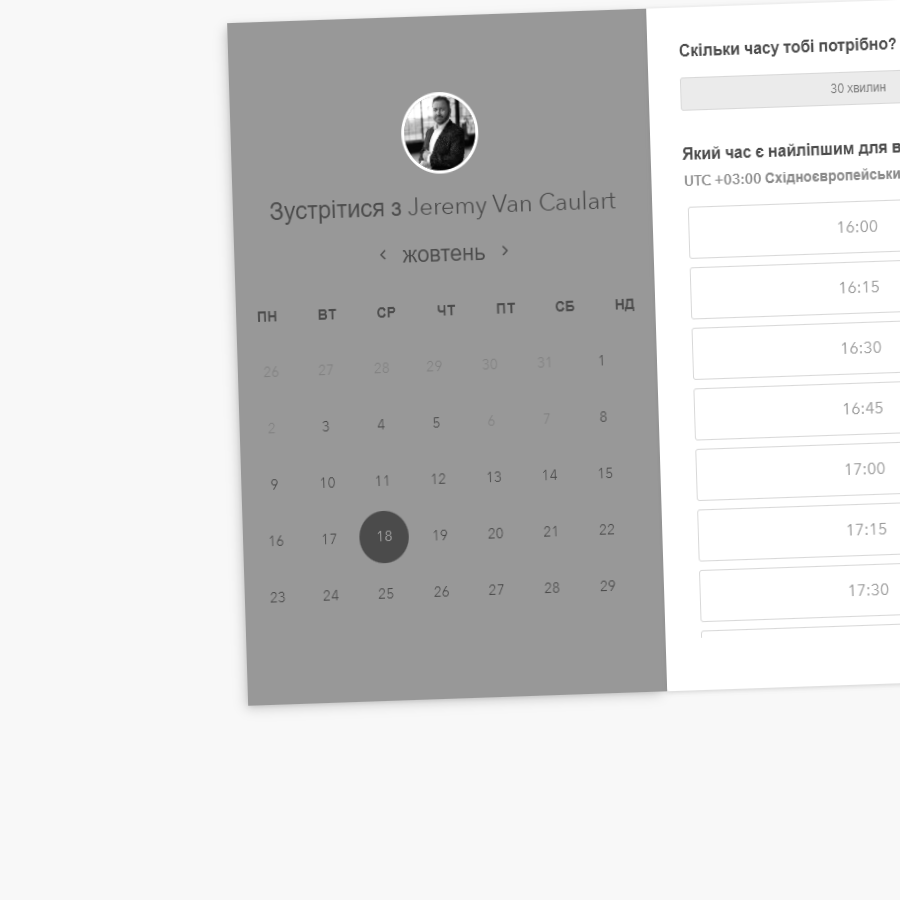 Зустрітися з Jeremy Van Caulart
жовтень
ПН ВТ СР ЧТ ПТ СБ НД
26 27 28 29 30 31 1
2 3 4 5 6 7 8
9 10 11 12 13 14 15
16 17 18 19 20 21 22
23 24 25 26 27 28 29
Скільки часу тобі потрібно?
30 хвилин
Який час є найліпшим для
UTC +03:00
16:00
16:15
16:30
16:45
17:00
17:15
17:30